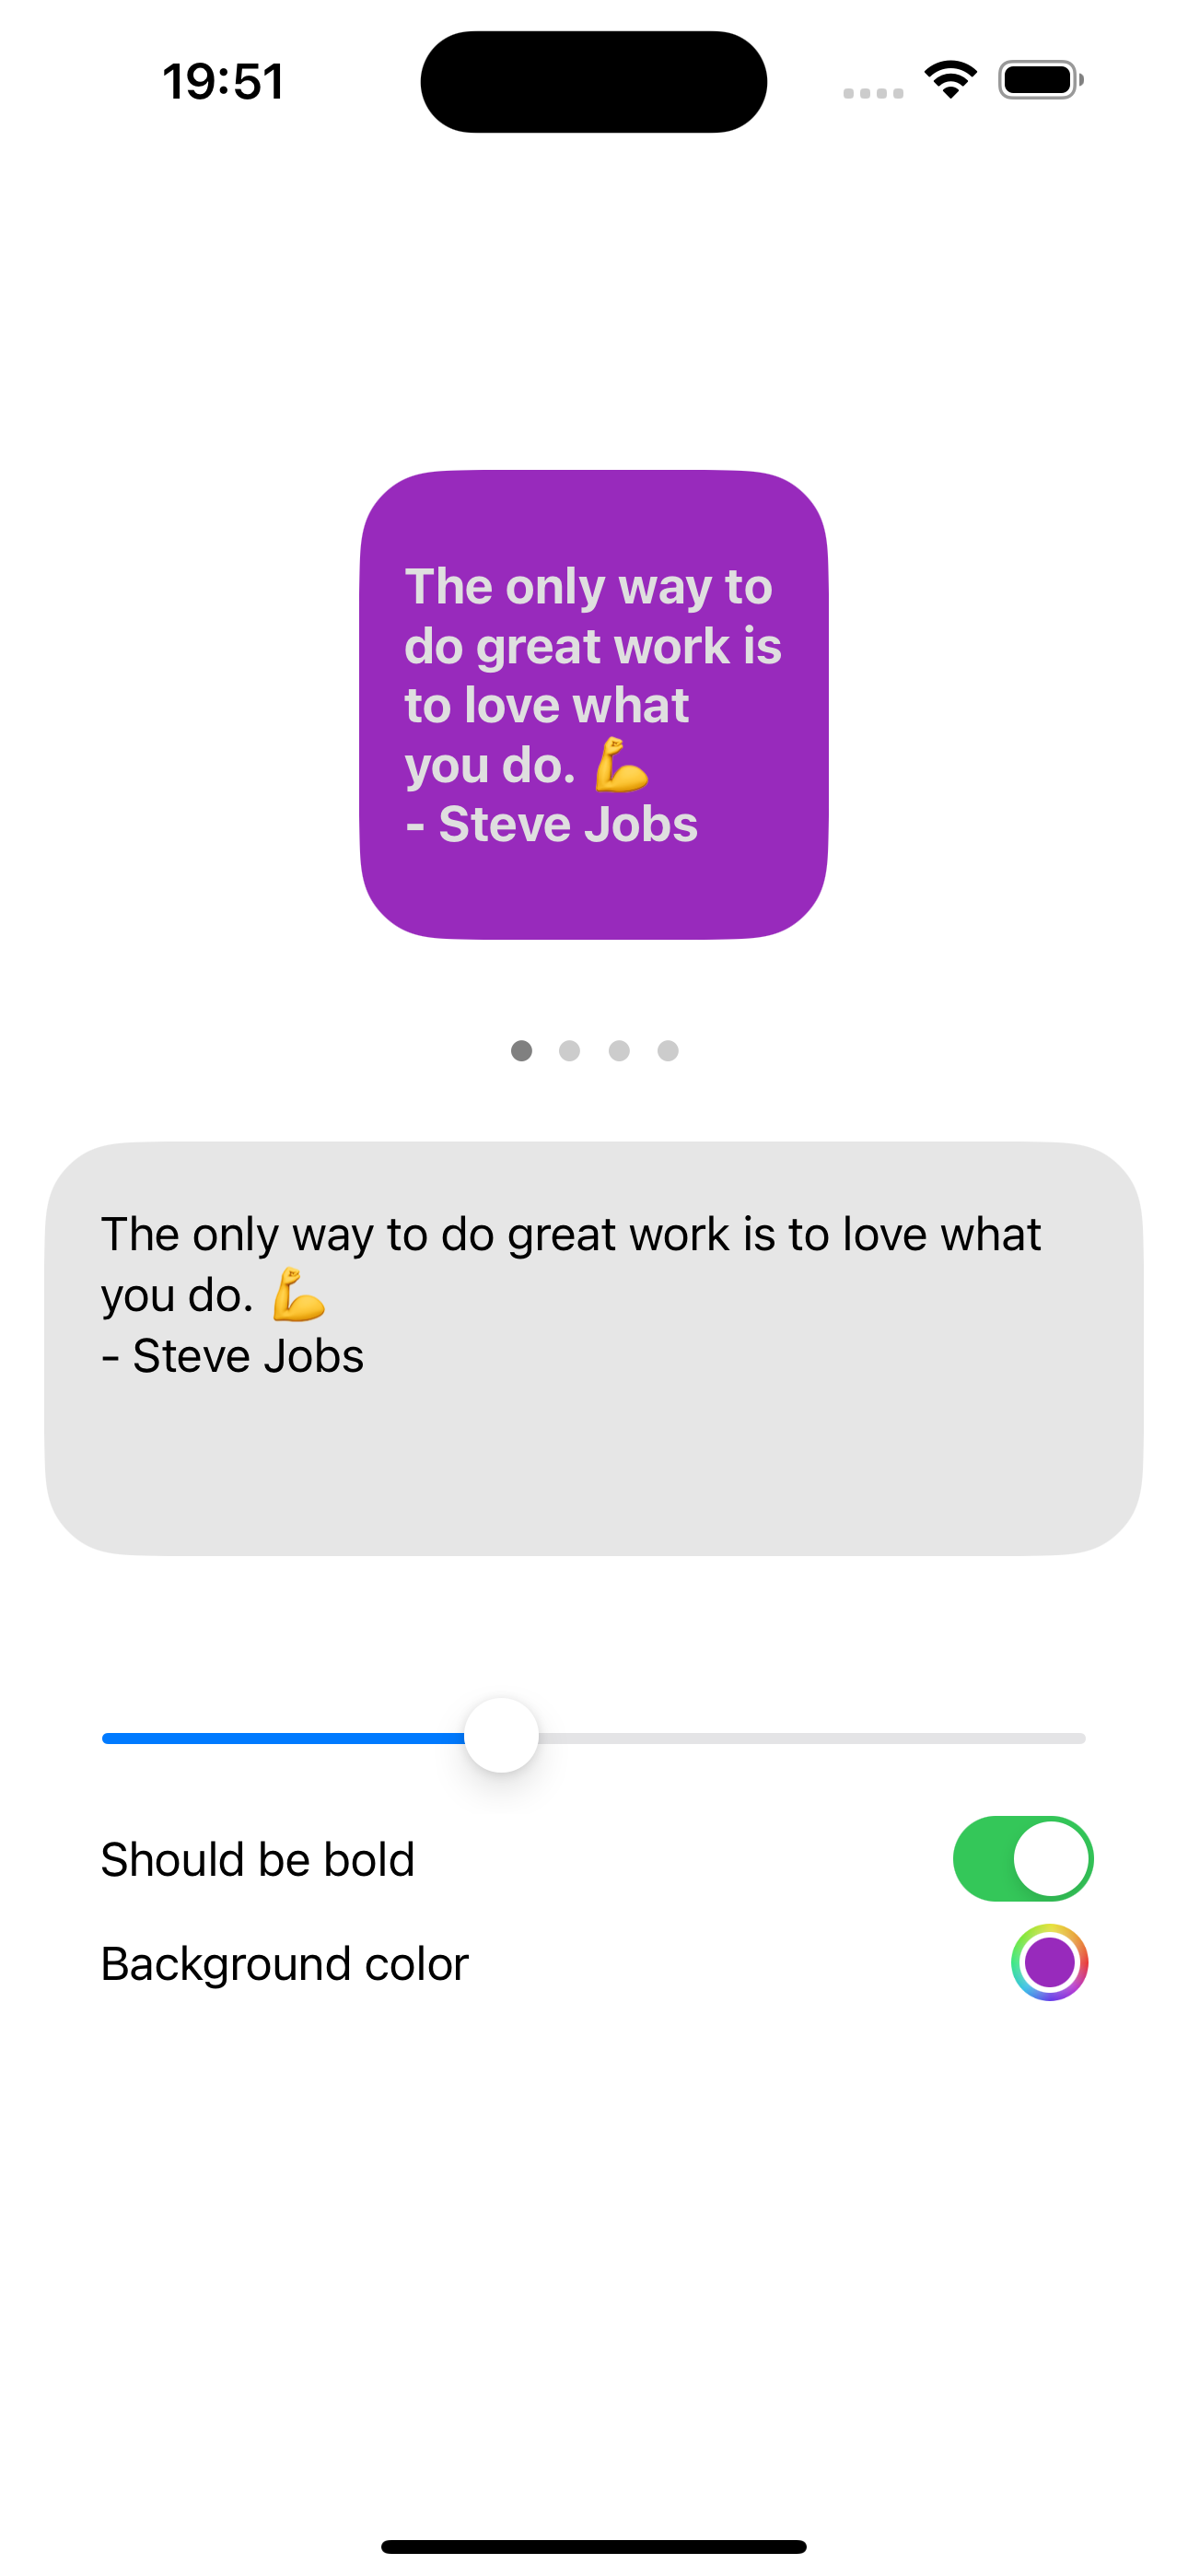 19:51
The only way to
do great work is
to love what
you do. 💪
- Steve Jobs
The only way to do great work is to love what
you do. 💪
- Steve Jobs
Should be bold
Background color